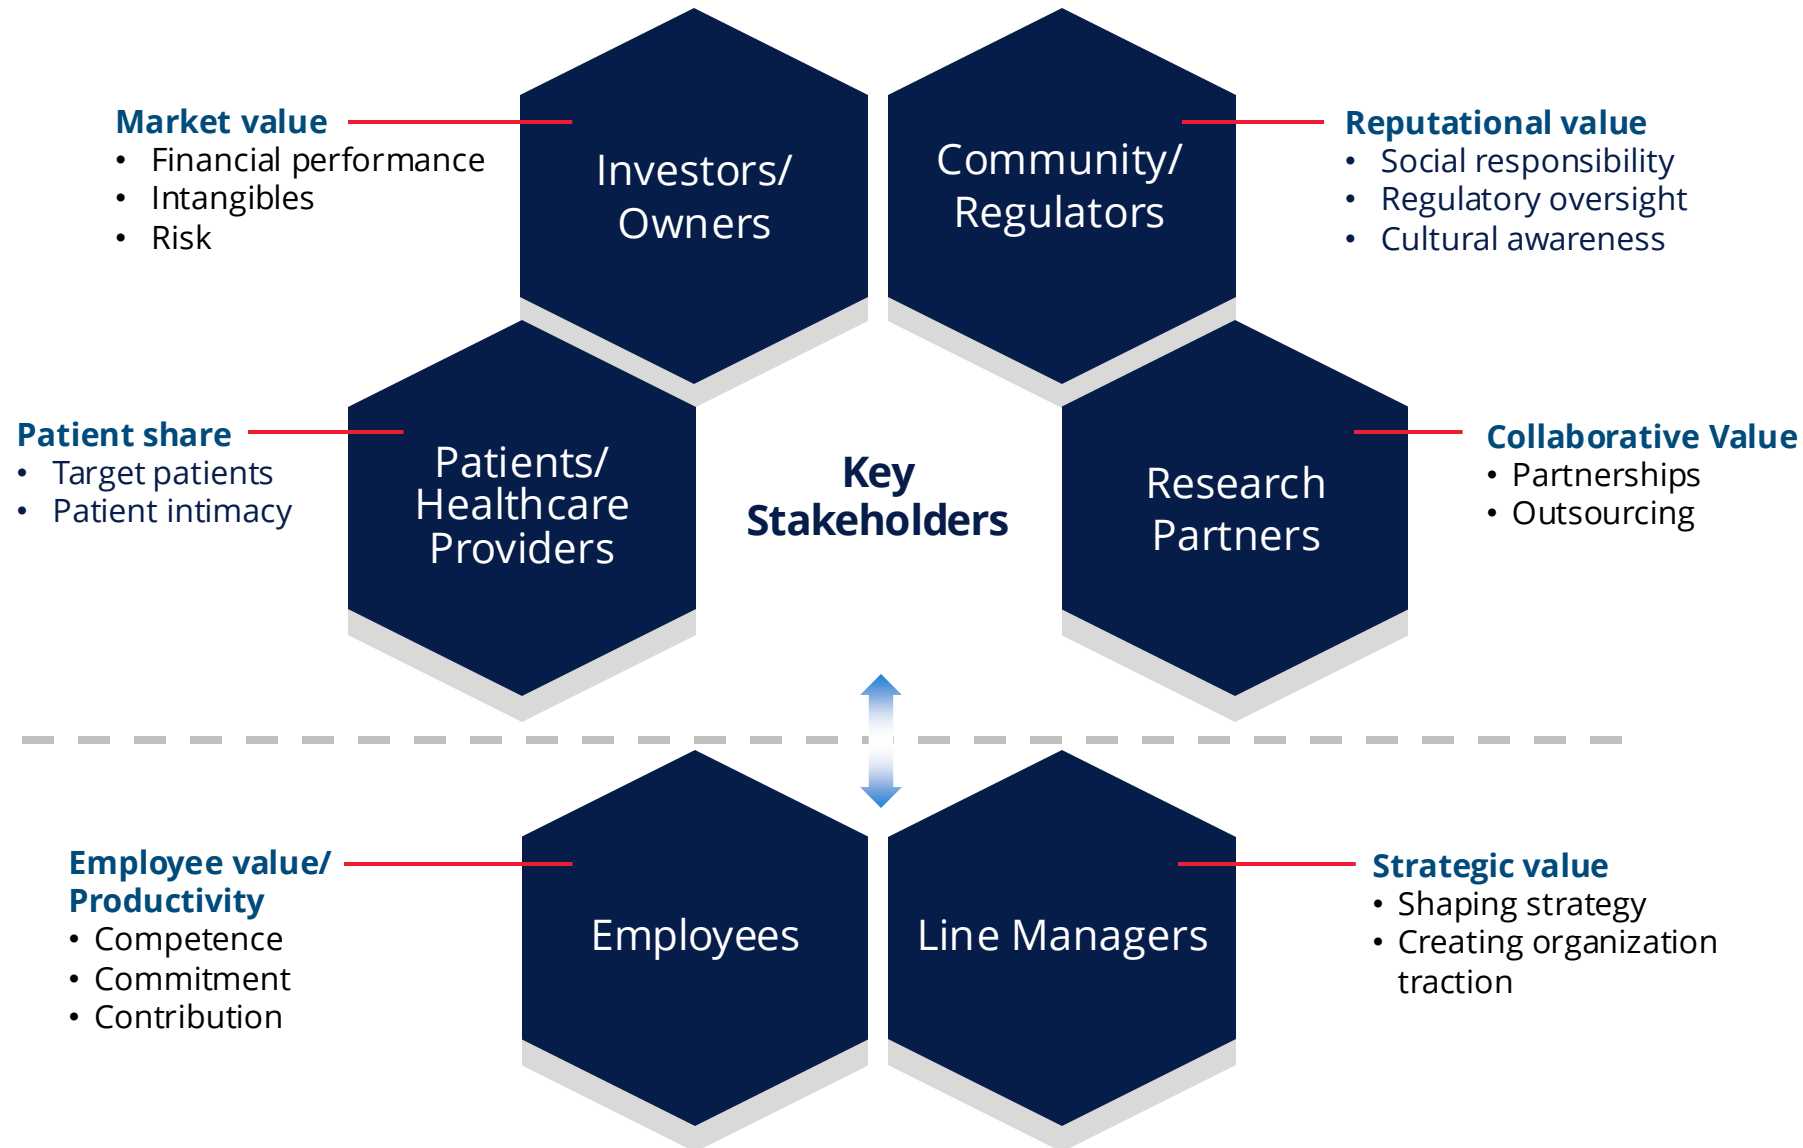 Market value
• Financial performance
• Intangibles
• Risk
Investors/
Owners
Community/
Regulators
Reputational value
• Social responsibility
• Regulatory oversight
• Cultural awareness
Patient share
• Target patients
• Patient intimacy
Patients/
Healthcare
Providers
Key
Stakeholders
Research
Partners
Collaborative Value
• Partnerships
• Outsourcing
Employee value/
Productivity
• Competence
• Commitment
• Contribution
Employees
Line Managers
Strategic value
• Shaping strategy
• Creating organization
traction